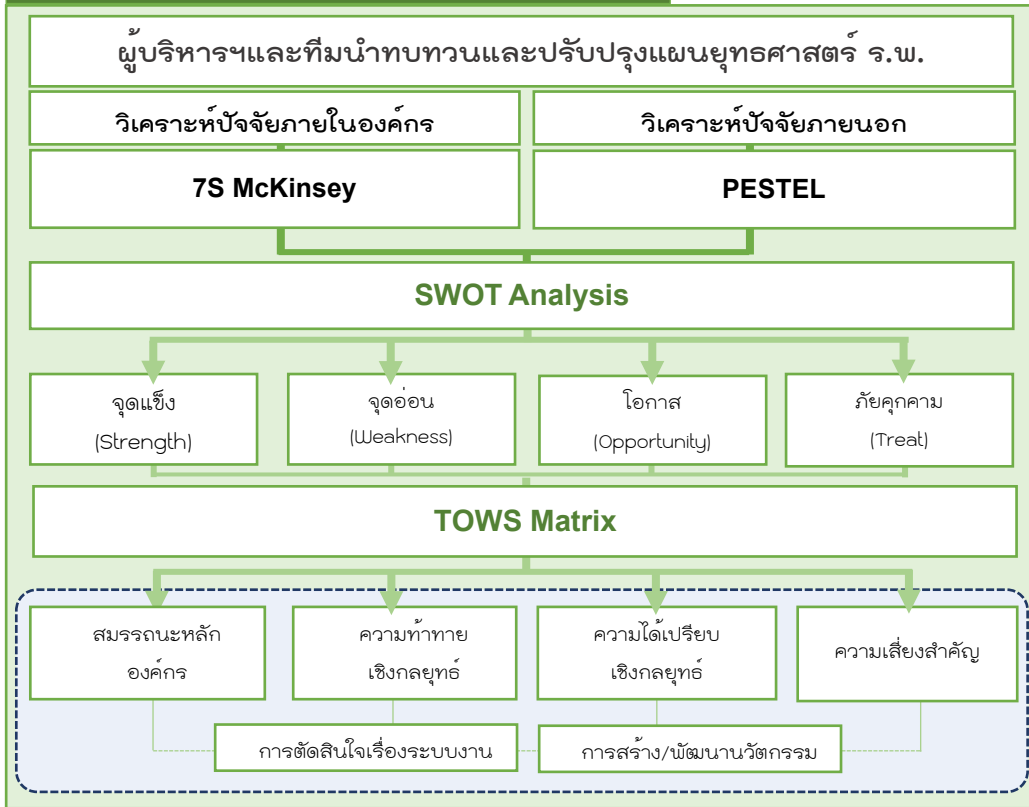 ผู้บริหารฯและทีมนำทบทวนและปรับปรุงแผนยุทธศาสตร์ ร.พ.
วิเคราะห์ปัจจัยภายในองค์กร
วิเคราะห์ปัจจัยภายนอก
7S McKinsey
PESTEL
SWOT Analysis
จุดแข็ง
(Strength)
จุดอ่อน
(Weakness)
โอกาส
(Opportunity)
ภัยคุกคาม
(Treat)
TOWS Matrix
สมรรถนะหลัก
องค์กร
ความท้าทาย
เชิงกลยุทธ์
ความได้เปรียบ
เชิงกลยุทธ์
ความเสี่ยงสำคัญ
การตัดสินใจเรื่องระบบงาน
การสร้าง/พัฒนานวัตกรรม